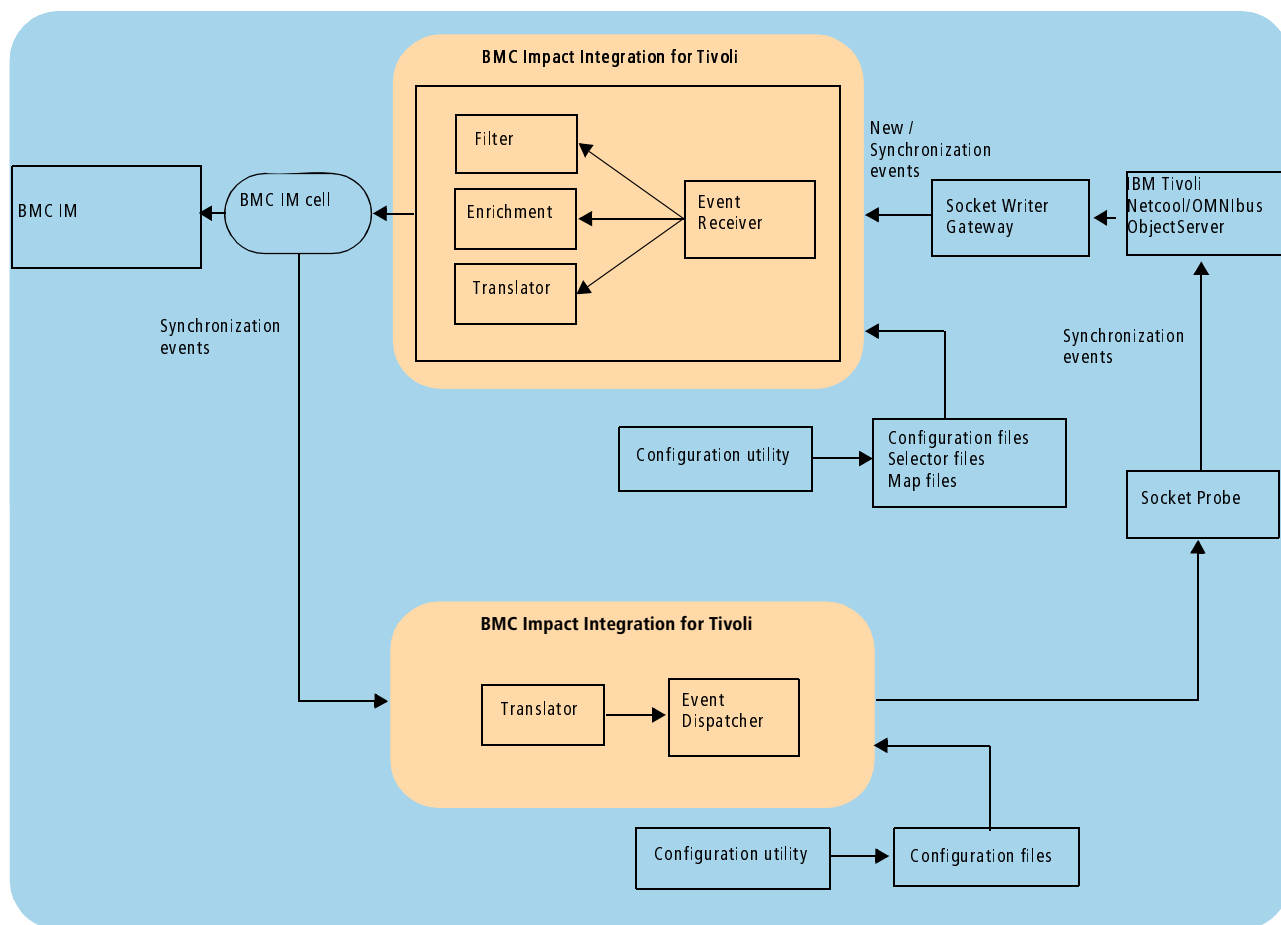 BMC Impact Integration for Tivoli
Filter
Enrichment
Translator
Event
Receiver
New /
Synchronization
events
Socket Writer
Gateway
IBM Tivoli
Netcool/OMNIbus
ObjectServer
BMC IM
BMC IM cell
Synchronization
events
Synchronization
events
Configuration utility
Configuration files
Selector files
Map files
Socket Probe
BMC Impact Integration for Tivoli
Translator
Event
Dispatcher
Configuration utility
Configuration files